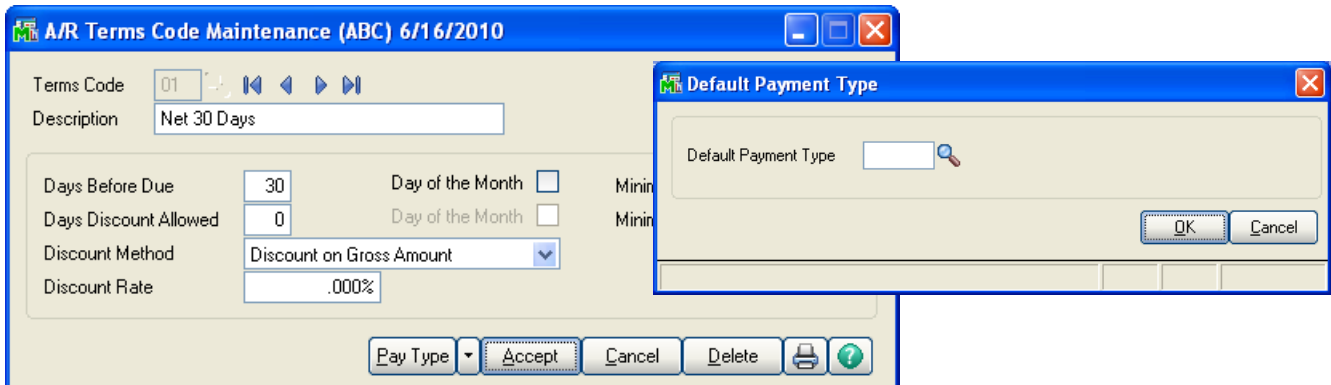 A/R Terms Code Maintenance (ABC) 6/16/2010
Terms Code 01
Description Net 30 Days
Days Before Due 30 Day of the Month Minin
Days Discount Allowed 0 Day of the Month Minin
Discount Method Discount on Gross Amount
Discount Rate .000%
Pay Type Accept Cancel Delete
Default Payment Type
Default Payment Type
OK Cancel